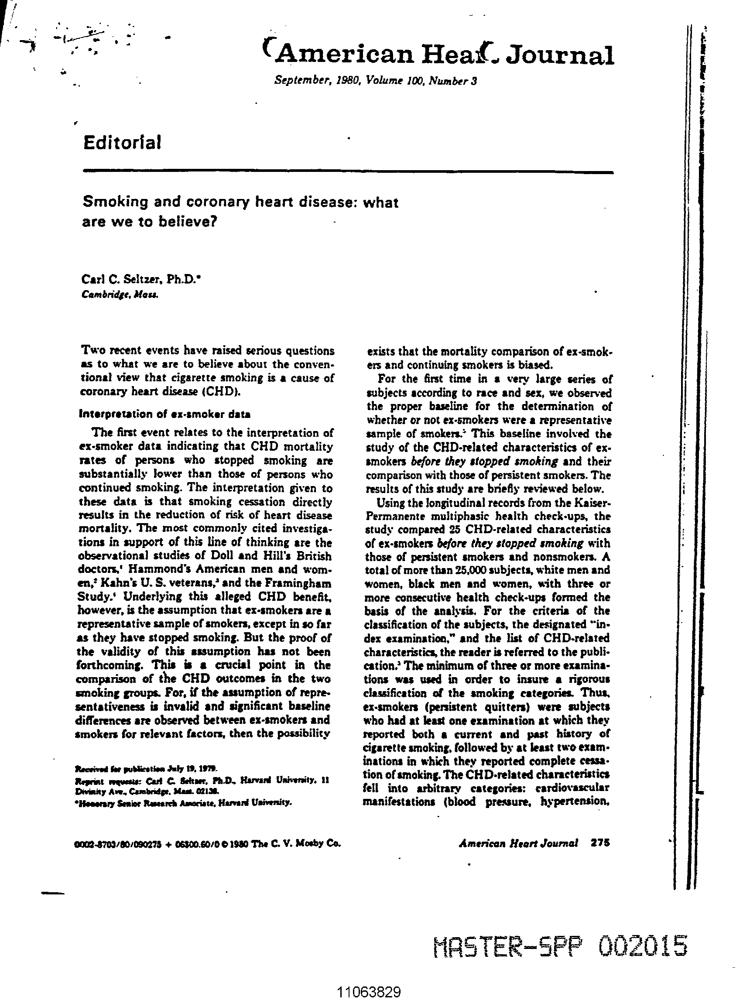 American Heart Journal
September, 1980, Volume 100, Number 3
Editorial
Smoking and coronary heart disease: what
are we to believe?
Carl C. Seltzer, Ph.D.*
Cambridge, Mass.
Two recent events have raised serious questions
as to what we are to believe about the conven-
tional view that cigarette smoking is a cause of
coronary heart disease (CHD).
Interpretation of ex-smoker data
The first event relates to the interpretation of
ex-smoker data indicating that CHD mortality
rates of persons who stopped smoking are
substantially lower than those of persons who
continued smoking. The interpretation given to
these data is that smoking cessation directly
results in the reduction of risk of heart disease
mortality. The most commonly cited investiga-
tions in support of this line of thinking are the
observational studies of Doll and Hill's British
doctors,¹ Hammond's American men and wom-
en,² Kahn's U. S. veterans,³ and the Framingham
Study.⁴ Underlying this alleged CHD benefit,
however, is the assumption that ex-smokers are a
representative sample of smokers, except in so far
as they have stopped smoking. But the proof of
the validity of this assumption has not been
forthcoming. This is a crucial point in the
comparison of the CHD outcomes in the two
smoking groups. For, if the assumption of repre-
sentativeness is invalid and significant baseline
differences are observed between ex-smokers and
smokers for relevant factors, then the possibility
Received for publication July 19, 1979.
Reprint requests: Carl C. Seltzer, Ph.D., Harvard University, 11
Divinity Ave., Cambridge, Mass. 02138.
*Honorary Senior Research Associate, Harvard University.
exists that the mortality comparison of ex-smok-
ers and continuing smokers is biased.
For the first time in a very large series of
subjects according to race and sex, we observed
the proper baseline for the determination of
whether or not ex-smokers were a representative
sample of smokers.⁵ This baseline involved the
study of the CHD-related characteristics of ex-
smokers before they stopped smoking and their
comparison with those of persistent smokers. The
results of this study are briefly reviewed below.
Using the longitudinal records from the Kaiser-
Permanente multiphasic health check-ups, the
study compared 25 CHD-related characteristics
of ex-smokers before they stopped smoking with
those of persistent smokers and nonsmokers. A
total of more than 25,000 subjects, white men and
women, black men and women, with three or
more consecutive health check-ups formed the
basis of the analysis. For the criteria of the
classification of the subjects, the designated "in-
dex examination," and the list of CHD-related
characteristics, the reader is referred to the publi-
cation.⁵ The minimum of three or more examina-
tions was used in order to insure a rigorous
classification of the smoking categories. Thus,
ex-smokers (persistent quitters) were subjects
who had at least one examination at which they
reported both a current and past history of
cigarette smoking, followed by at least two exam-
inations in which they reported complete cessa-
tion of smoking. The CHD-related characteristics
fell into arbitrary categories: cardiovascular
manifestations (blood pressure, hypertension,
0002-8703/80/090275 + 06$00.60/0 © 1980 The C. V. Mosby Co.
American Heart Journal 275
MASTER-SPP 002015
11063829